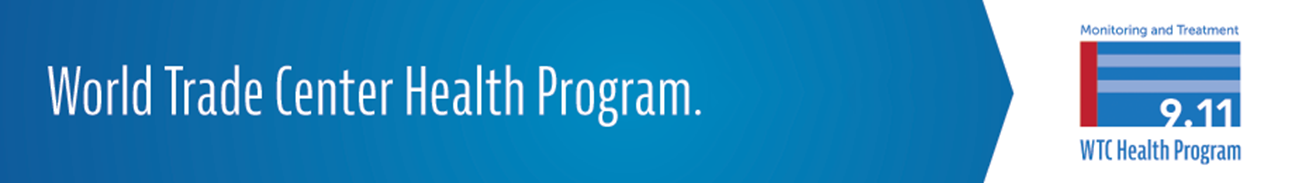 World Trade Center Health Program.
Monitoring and Treatment
9.11
WTC Health Program